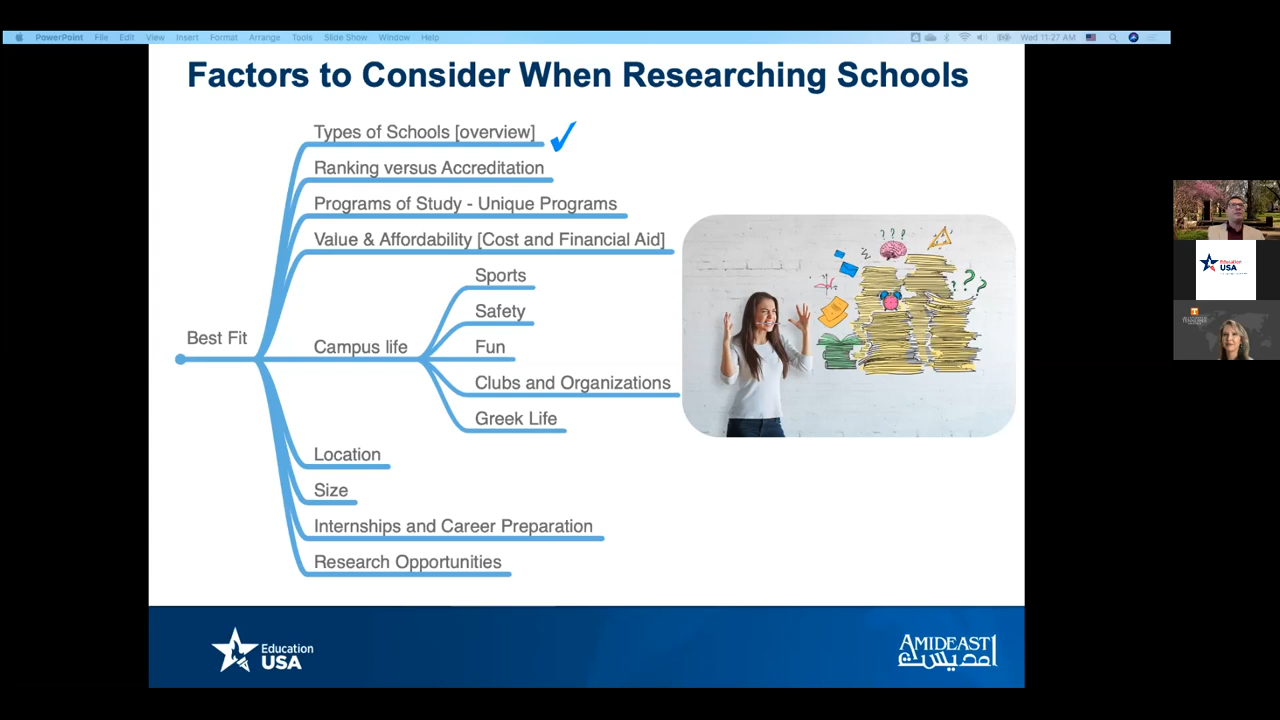 PowerPoint File Edit View Insert Format Arrange Tools Slide Show Window Help Wed 11:27 AM
Factors to Consider When Researching Schools
Types of Schools [overview]
Ranking versus Accreditation
Programs of Study - Unique Programs
Value & Affordability [Cost and Financial Aid]
Sports
Safety
Best Fit
Campus life
Fun
Clubs and Organizations
Greek Life
Location
Size
Internships and Career Preparation
Research Opportunities
? ? ?
? ? ?
Education
USA
AMIDEAST
امديست
Education
USA